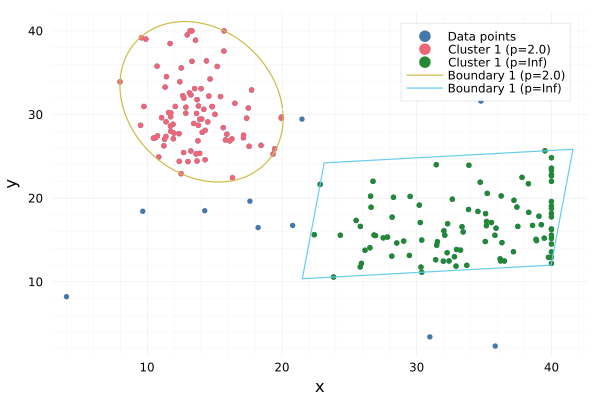 Data points
Cluster 1 (p=2.0)
Cluster 1 (p=Inf)
Boundary 1 (p=2.0)
Boundary 1 (p=Inf)
y
40
30
20
10
10 20 30 40
x